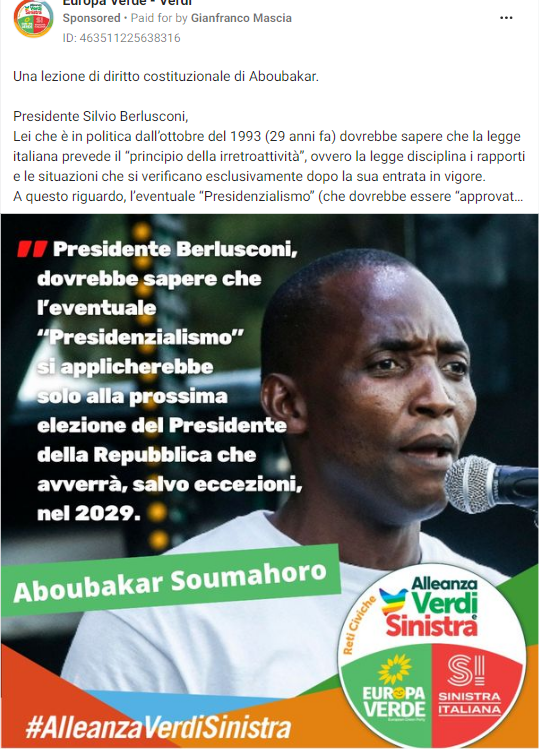 Europa Verde - Verdi
Sponsored • Paid for by Gianfranco Mascia
ID: 463511225638316
Una lezione di diritto costituzionale di Aboubakar.
Presidente Silvio Berlusconi,
Lei che è in politica dall'ottobre del 1993 (29 anni fa) dovrebbe sapere che la legge
italiana prevede il “principio della irretroattività”, ovvero la legge disciplina i rapporti
e le situazioni che si verificano esclusivamente dopo la sua entrata in vigore.
A questo riguardo, l'eventuale “Presidenzialismo” (che dovrebbe essere “approvat...
" Presidente Berlusconi,
dovrebbe sapere che
l'eventuale
“Presidenzialismo”
si applicherebbe
solo alla prossima
elezione del Presidente
della Repubblica che
avverrà, salvo eccezioni,
nel 2029.
Aboubakar Soumahoro
Reti Civiche
Alleanza
Verdi
e
Sinistra
EUROPA
VERDE
European Green Party
SI
SINISTRA
ITALIANA
#AlleanzaVerdiSinistra